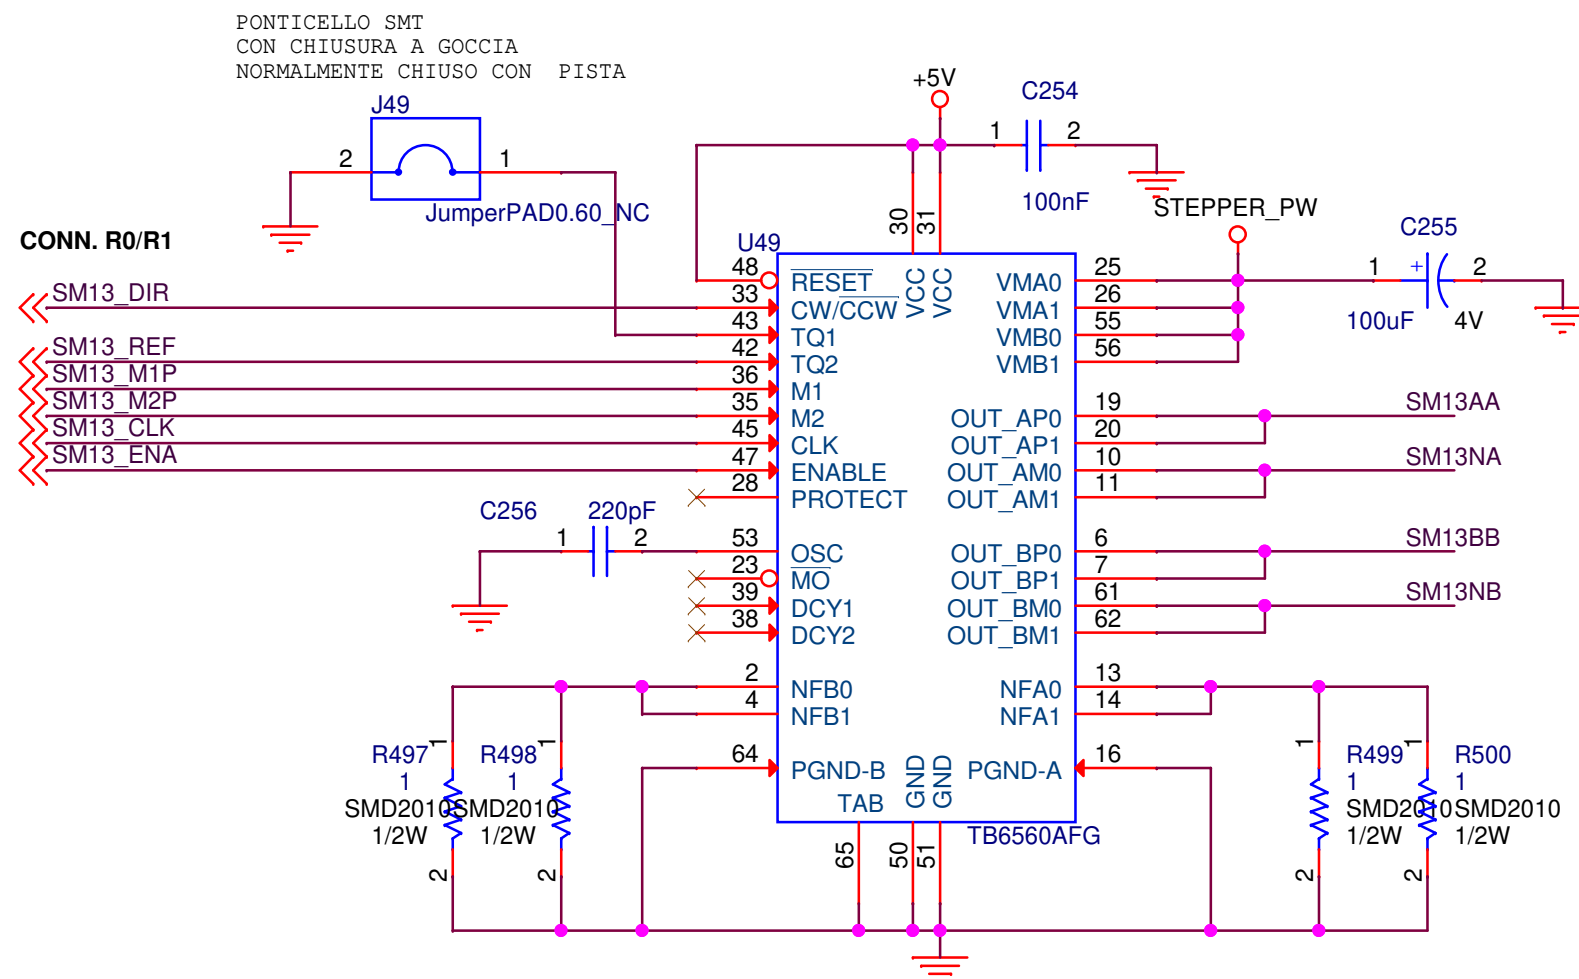 PONTICELLO SMT
CON CHIUSURA A GOCCIA
NORMALMENTE CHIUSO CON PISTA
J49
2
1
JumperPAD0.60_NC
+5V
C254
1
2
100nF
STEPPER_PW
C255
1
+
2
100uF
4V
CONN. R0/R1
SM13_DIR
SM13_REF
SM13_M1P
SM13_M2P
SM13_CLK
SM13_ENA
U49
30
31
VCC
VCC
48
RESET
33
CW/CCW
43
TQ1
42
TQ2
36
M1
35
M2
45
CLK
47
ENABLE
28
PROTECT
C256
220pF
1
2
53
OSC
23
MO
39
DCY1
38
DCY2
2
NFB0
4
NFB1
64
PGND-B
VMA0
25
VMA1
26
VMB0
55
VMB1
56
OUT_AP0
19
SM13AA
OUT_AP1
20
OUT_AM0
10
SM13NA
OUT_AM1
11
OUT_BP0
6
SM13BB
OUT_BP1
7
OUT_BM0
61
SM13NB
OUT_BM1
62
NFA0
13
NFA1
14
PGND-A
16
TAB
GND
GND
65
50
51
TB6560AFG
R497
1
SMD2010
1/2W
1
2
R498
1
SMD2010
1/2W
1
2
R499
1
SMD2010
1/2W
1
2
R500
1
SMD2010
1/2W
1
2